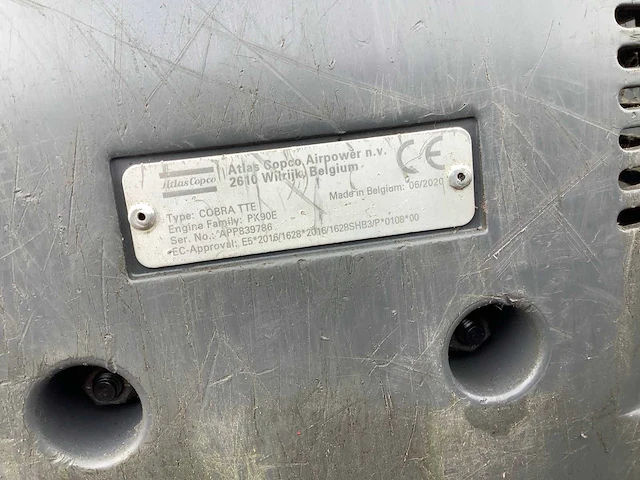 Atlas Copco
Atlas Copco Airpower n.v.
2610 Wilrijk, Belgium
CE
Made in Belgium: 06/2020
Type: COBRA TTE
Engine Family: PK90E
Ser. No.: *APP839786
*EC-Approval: E5*2016/1628*2016/1628SHB3/P*0108*00